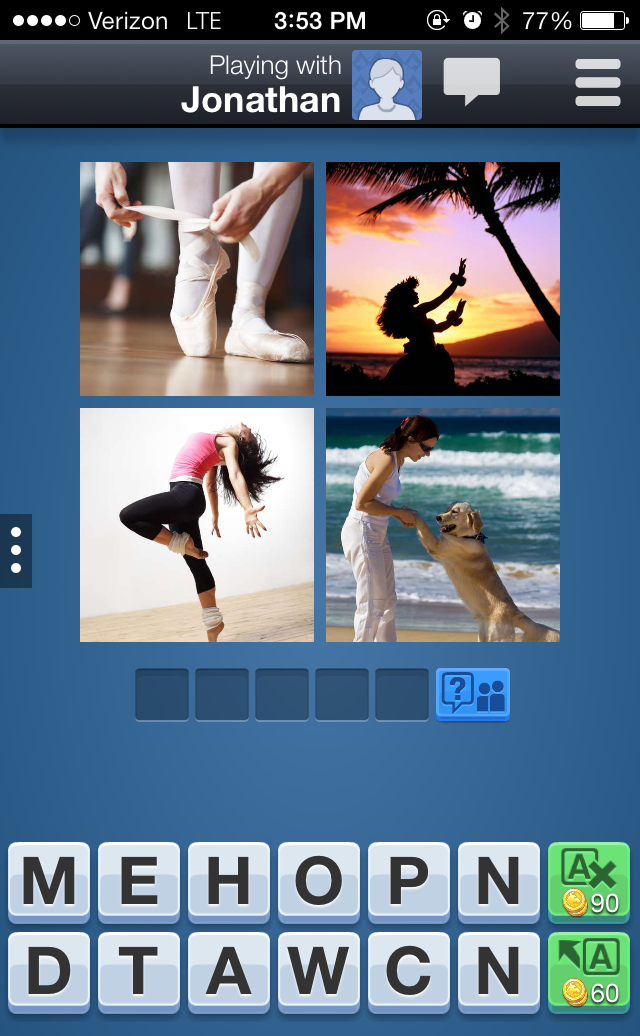 Verizon LTE 3:53 PM 77%
Playing with
Jonathan
?
M E H O P N A 90
D T A W C N A 60